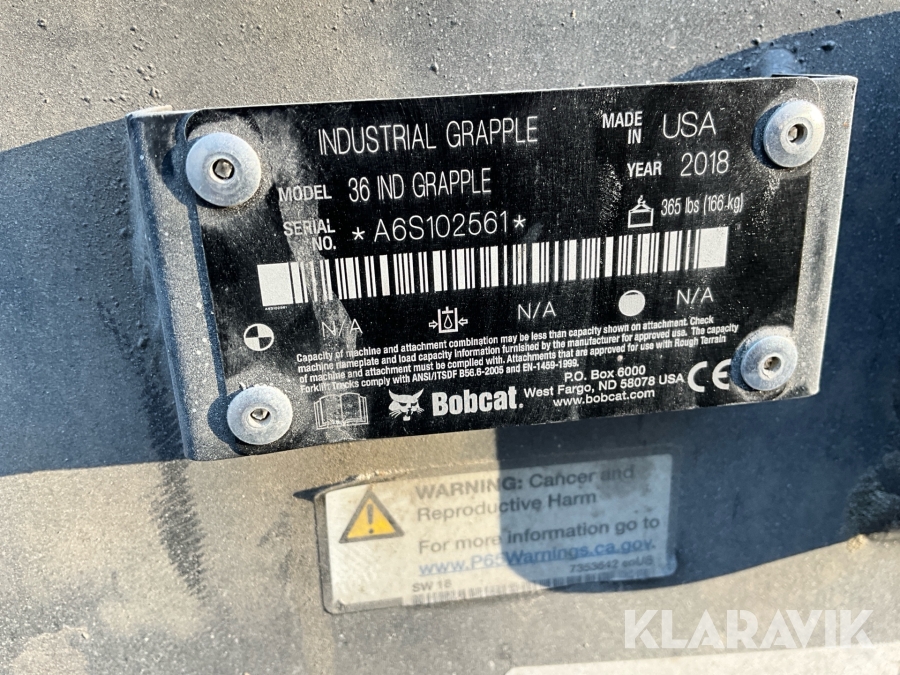 INDUSTRIAL GRAPPLE
MADE IN USA
MODEL 36 IND GRAPPLE
YEAR 2018
SERIAL NO. *A6S102561*
365 lbs (166 kg)
N/A
N/A
N/A
Capacity of machine and attachment combination may be less than capacity shown on attachment. Check
machine nameplate and load capacity information furnished by the manufacturer for approved use. The capacity
of machine and attachment must be complied with. Attachments that are approved for use with Rough Terrain
Forklift Trucks comply with ANSI/ITSDF B56.6-2005 and EN-1459-1999.
Bobcat.
P.O. Box 6000
West Fargo, ND 58078 USA
www.bobcat.com
CE
WARNING: Cancer and
Reproductive Harm
For more information go to
www.P65Warnings.ca.gov.
SW 18
7353842 enUS
KLARAVIK